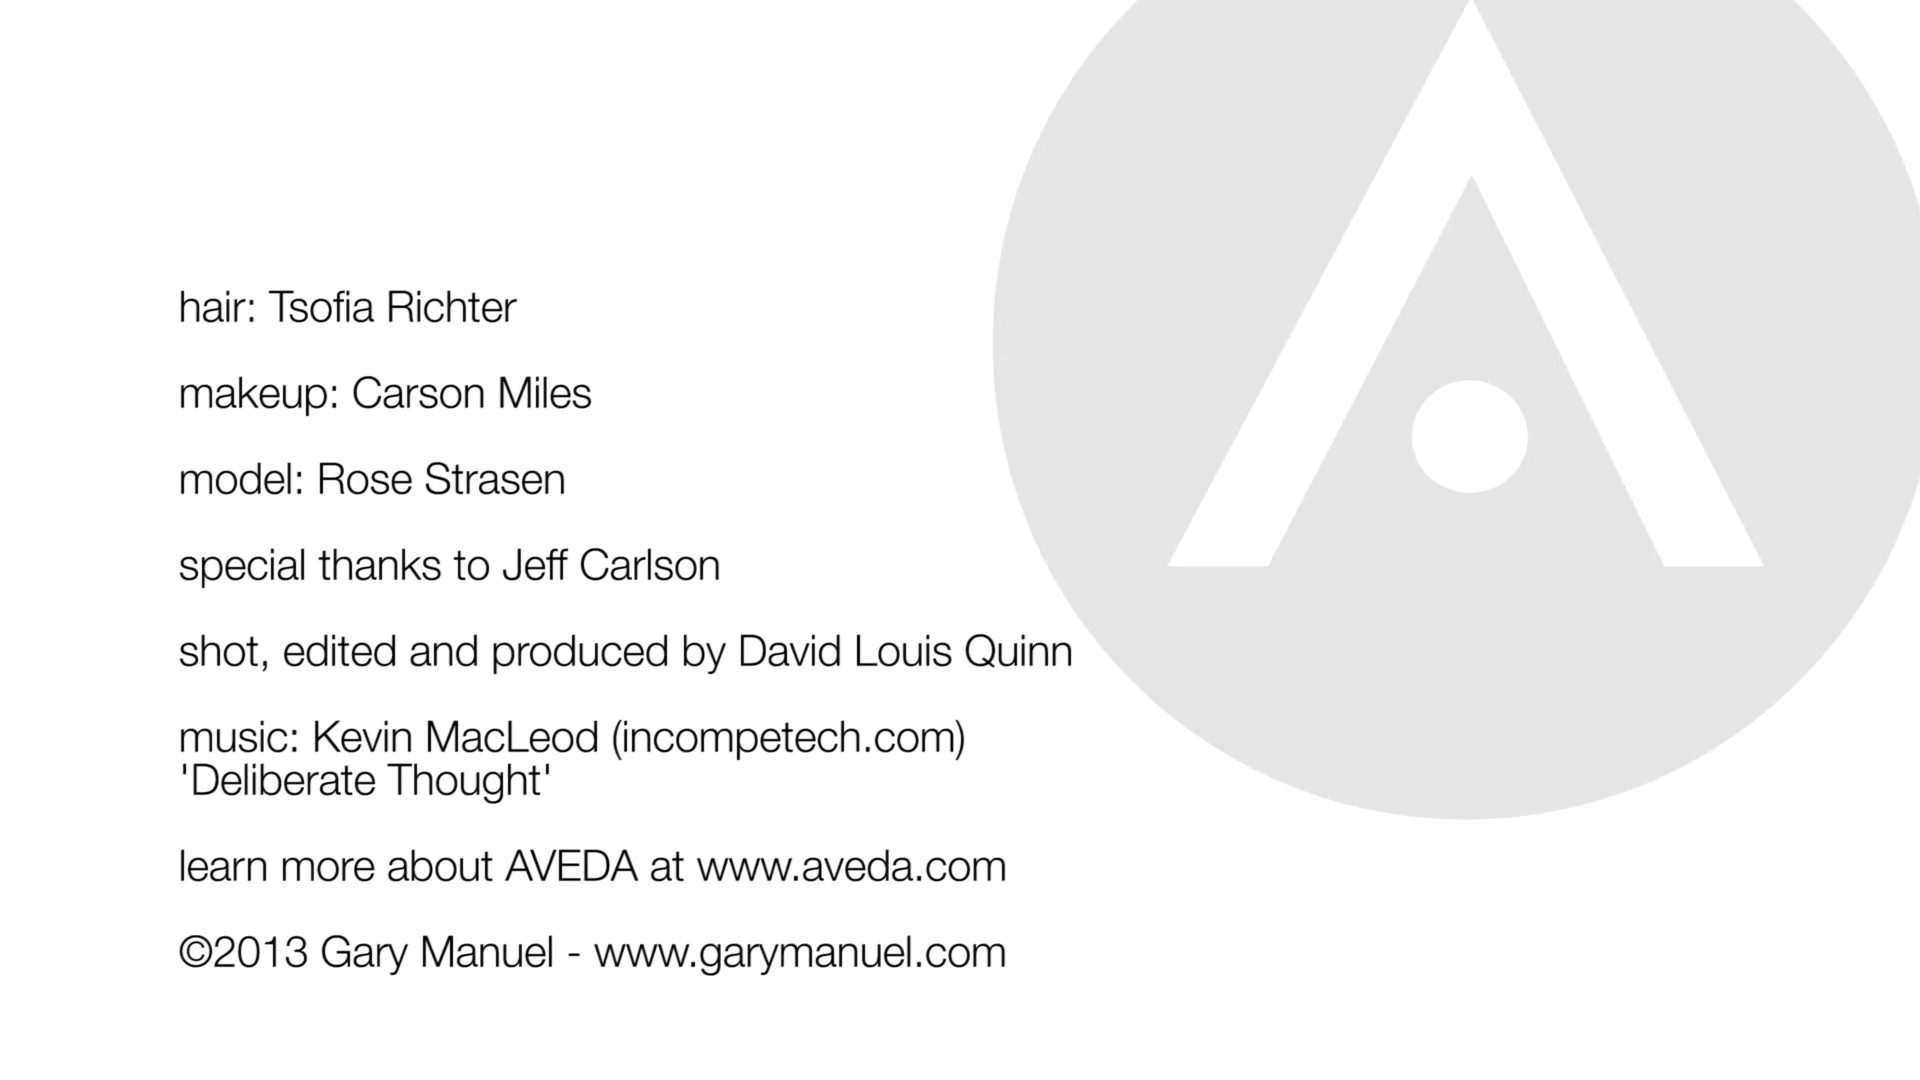 hair: Tsofia Richter
makeup: Carson Miles
model: Rose Strasen
special thanks to Jeff Carlson
shot, edited and produced by David Louis Quinn
music: Kevin MacLeod (incompetech.com)
'Deliberate Thought'
learn more about AVEDA at www.aveda.com
©2013 Gary Manuel - www.garymanuel.com